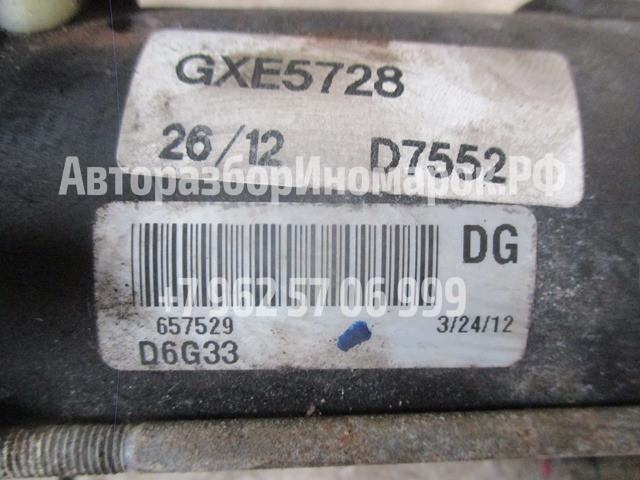 GXE5728
26/12 D7552
АвторазборИномарок.РФ
DG
+7 962 57 06 999
657529 3/24/12
D6G33